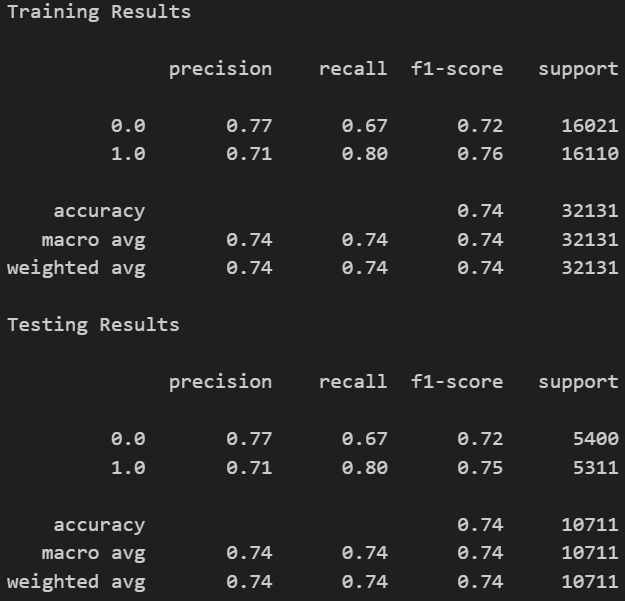 Training Results
precision recall f1-score support
0.0 0.77 0.67 0.72 16021
1.0 0.71 0.80 0.76 16110
accuracy 0.74 32131
macro avg 0.74 0.74 0.74 32131
weighted avg 0.74 0.74 0.74 32131
Testing Results
precision recall f1-score support
0.0 0.77 0.67 0.72 5400
1.0 0.71 0.80 0.75 5311
accuracy 0.74 10711
macro avg 0.74 0.74 0.74 10711
weighted avg 0.74 0.74 0.74 10711